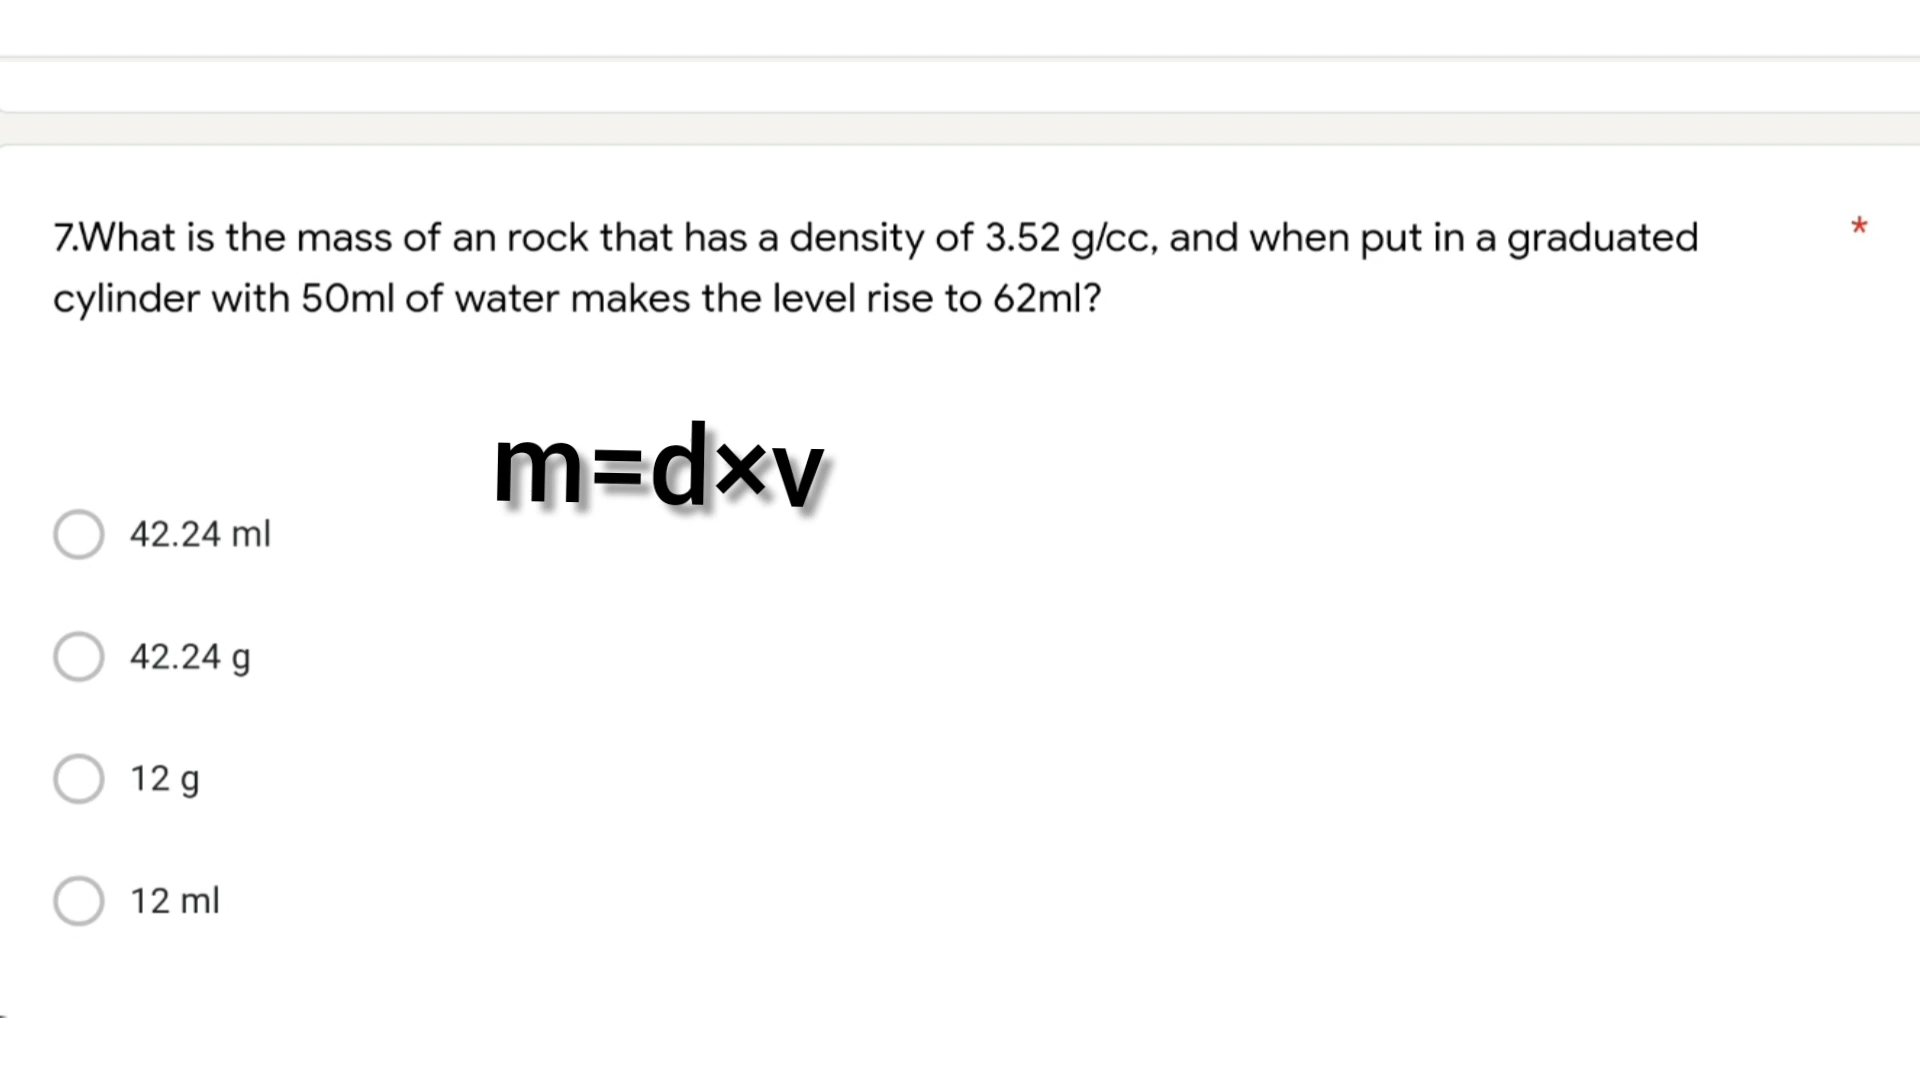 7.What is the mass of an rock that has a density of 3.52 g/cc, and when put in a graduated *
cylinder with 50ml of water makes the level rise to 62ml?
m=d×v
42.24 ml
42.24 g
12 g
12 ml